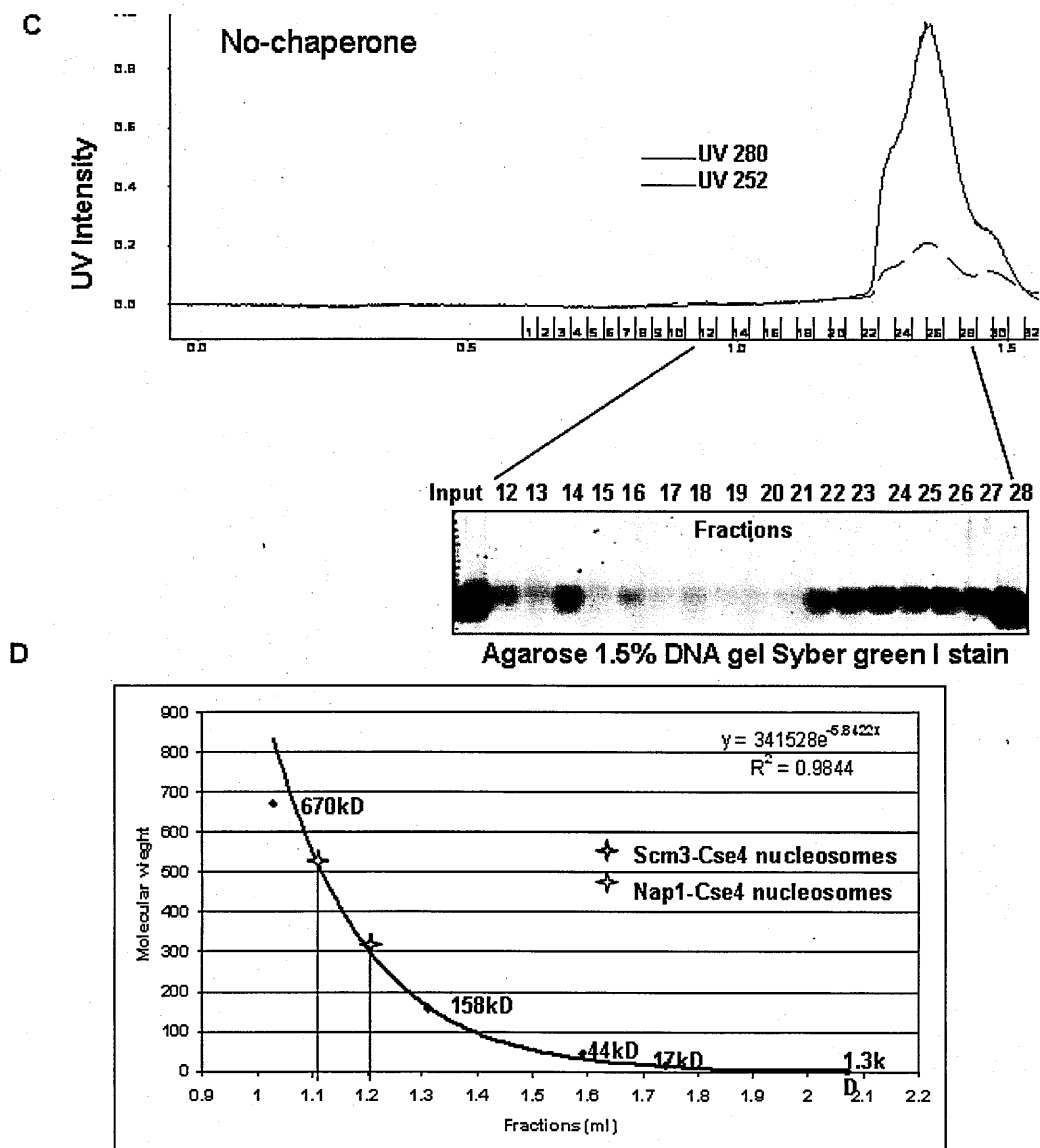 C
No-chaperone
UV Intensity
0.8
0.6
0.4
0.2
0.0
UV 280
UV 252
1 2 3 4 5 6 7 8 9 10 12 14 16 18 20 22 24 26 28 30 32
0.0 0.5 1.0 1.5
Input 12 13 14 15 16 17 18 19 20 21 22 23 24 25 26 27 28
Fractions
Agarose 1.5% DNA gel Syber green I stain
D
Molecular wieght
900
800
700
600
500
400
300
200
100
0
y = 341528e^-5.8422x
R² = 0.9844
670kD
Scm3-Cse4 nucleosomes
Nap1-Cse4 nucleosomes
158kD
44kD
17kD
1.3k
D
0.9 1 1.1 1.2 1.3 1.4 1.5 1.6 1.7 1.8 1.9 2 2.1 2.2
Fractions (ml)